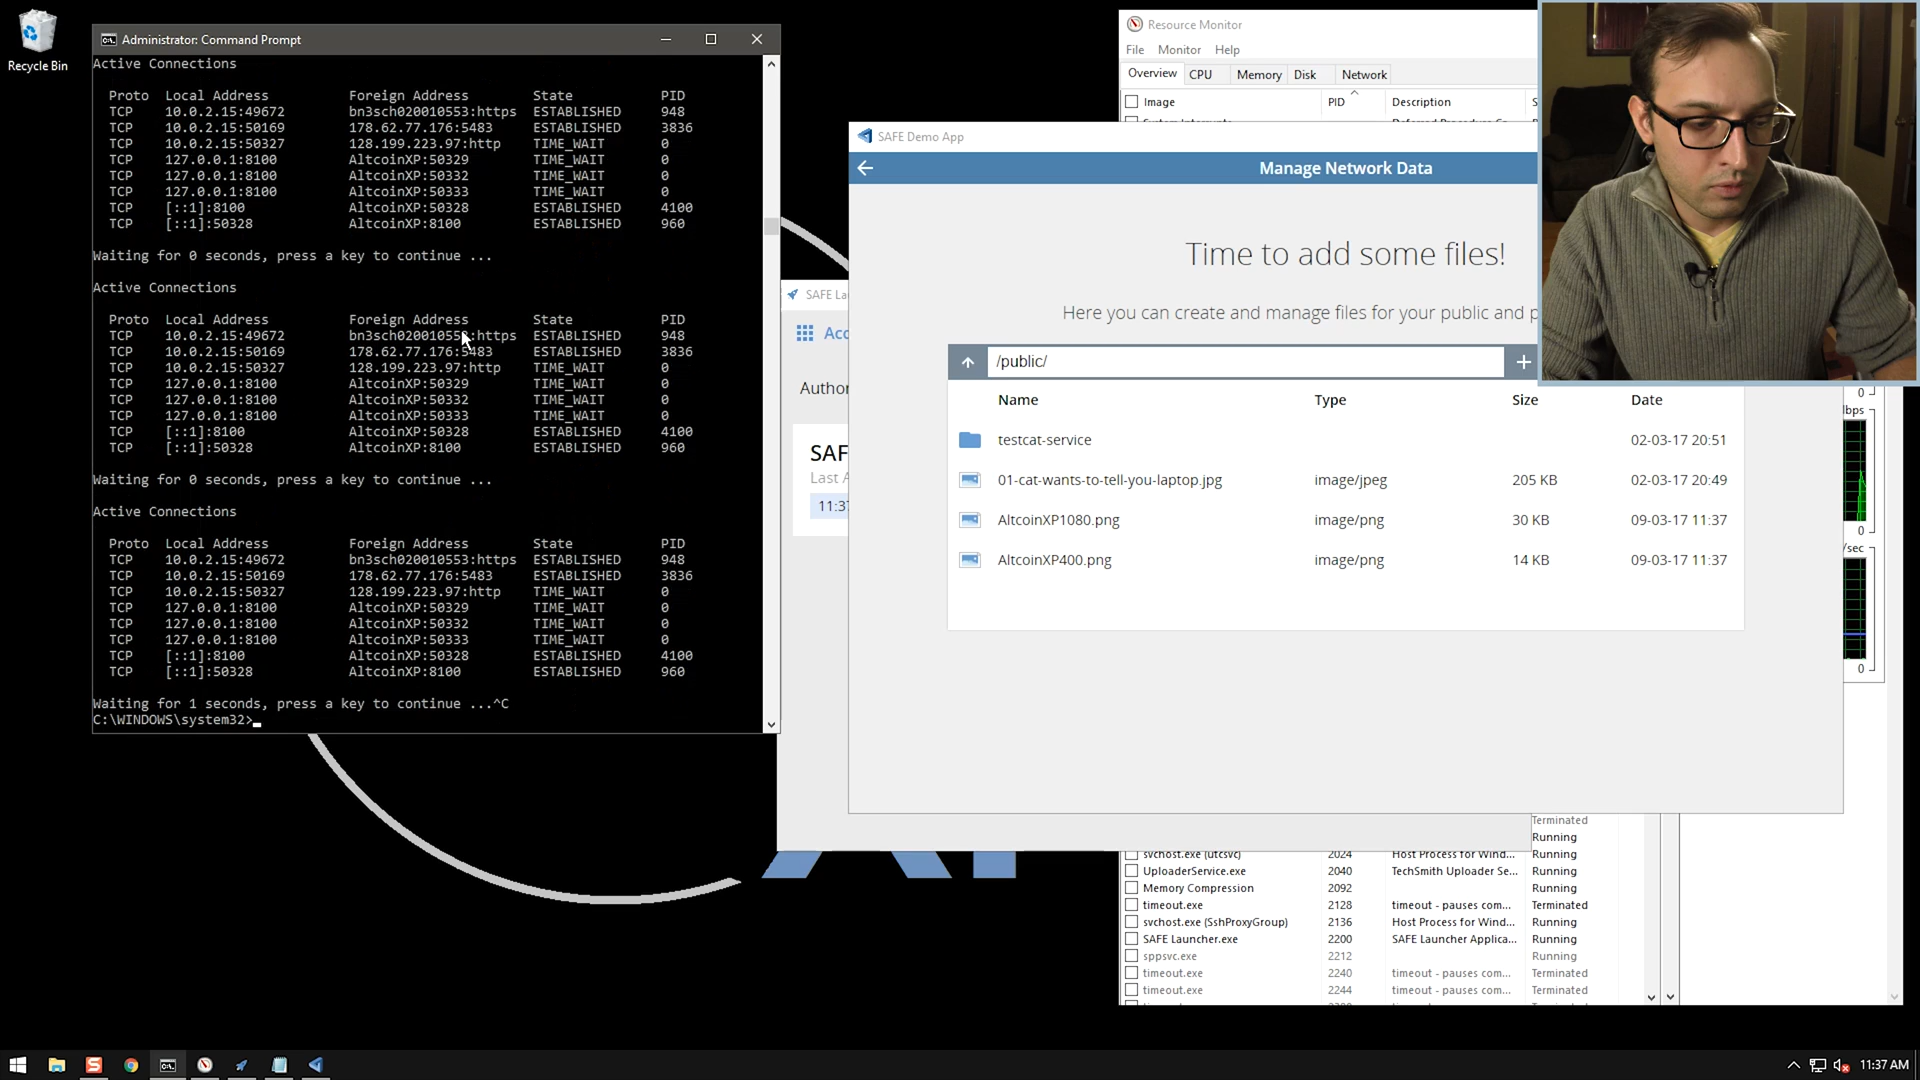 Recycle Bin
Administrator: Command Prompt
Active Connections
Proto Local Address Foreign Address State PID
TCP 10.0.2.15:49672 bn3sch020010553:https ESTABLISHED 948
TCP 10.0.2.15:50169 178.62.77.176:5483 ESTABLISHED 3836
TCP 10.0.2.15:50327 128.199.223.97:http TIME_WAIT 0
TCP 127.0.0.1:8100 AltcoinXP:50329 TIME_WAIT 0
TCP 127.0.0.1:8100 AltcoinXP:50332 TIME_WAIT 0
TCP 127.0.0.1:8100 AltcoinXP:50333 TIME_WAIT 0
TCP [::1]:8100 AltcoinXP:50328 ESTABLISHED 4100
TCP [::1]:50328 AltcoinXP:8100 ESTABLISHED 960
Waiting for 0 seconds, press a key to continue ...
Active Connections
Proto Local Address Foreign Address State PID
TCP 10.0.2.15:49672 bn3sch020010553:https ESTABLISHED 948
TCP 10.0.2.15:50169 178.62.77.176:5483 ESTABLISHED 3836
TCP 10.0.2.15:50327 128.199.223.97:http TIME_WAIT 0
TCP 127.0.0.1:8100 AltcoinXP:50329 TIME_WAIT 0
TCP 127.0.0.1:8100 AltcoinXP:50332 TIME_WAIT 0
TCP 127.0.0.1:8100 AltcoinXP:50333 TIME_WAIT 0
TCP [::1]:8100 AltcoinXP:50328 ESTABLISHED 4100
TCP [::1]:50328 AltcoinXP:8100 ESTABLISHED 960
Waiting for 0 seconds, press a key to continue ...
Active Connections
Proto Local Address Foreign Address State PID
TCP 10.0.2.15:49672 bn3sch020010553:https ESTABLISHED 948
TCP 10.0.2.15:50169 178.62.77.176:5483 ESTABLISHED 3836
TCP 10.0.2.15:50327 128.199.223.97:http TIME_WAIT 0
TCP 127.0.0.1:8100 AltcoinXP:50329 TIME_WAIT 0
TCP 127.0.0.1:8100 AltcoinXP:50332 TIME_WAIT 0
TCP 127.0.0.1:8100 AltcoinXP:50333 TIME_WAIT 0
TCP [::1]:8100 AltcoinXP:50328 ESTABLISHED 4100
TCP [::1]:50328 AltcoinXP:8100 ESTABLISHED 960
Waiting for 1 seconds, press a key to continue ...^C
C:\WINDOWS\system32>
SAFE La
Acc
Author
SAF
Last A
11:37
Resource Monitor
File Monitor Help
Overview CPU Memory Disk Network
Image PID Description S
SAFE Demo App
Manage Network Data
Time to add some files!
Here you can create and manage files for your public and p
/public/ +
Name Type Size Date
testcat-service 02-03-17 20:51
01-cat-wants-to-tell-you-laptop.jpg image/jpeg 205 KB 02-03-17 20:49
AltcoinXP1080.png image/png 30 KB 09-03-17 11:37
AltcoinXP400.png image/png 14 KB 09-03-17 11:37
0
bps
0
/sec
0
Terminated
Running
svchost.exe (utcsvc) 2024 Host Process for Wind... Running
UploaderService.exe 2040 TechSmith Uploader Se... Running
Memory Compression 2092 Running
timeout.exe 2128 timeout - pauses com... Terminated
svchost.exe (SshProxyGroup) 2136 Host Process for Wind... Running
SAFE Launcher.exe 2200 SAFE Launcher Applica... Running
sppsvc.exe 2212 Running
timeout.exe 2240 timeout - pauses com... Terminated
timeout.exe 2244 timeout - pauses com... Terminated
11:37 AM